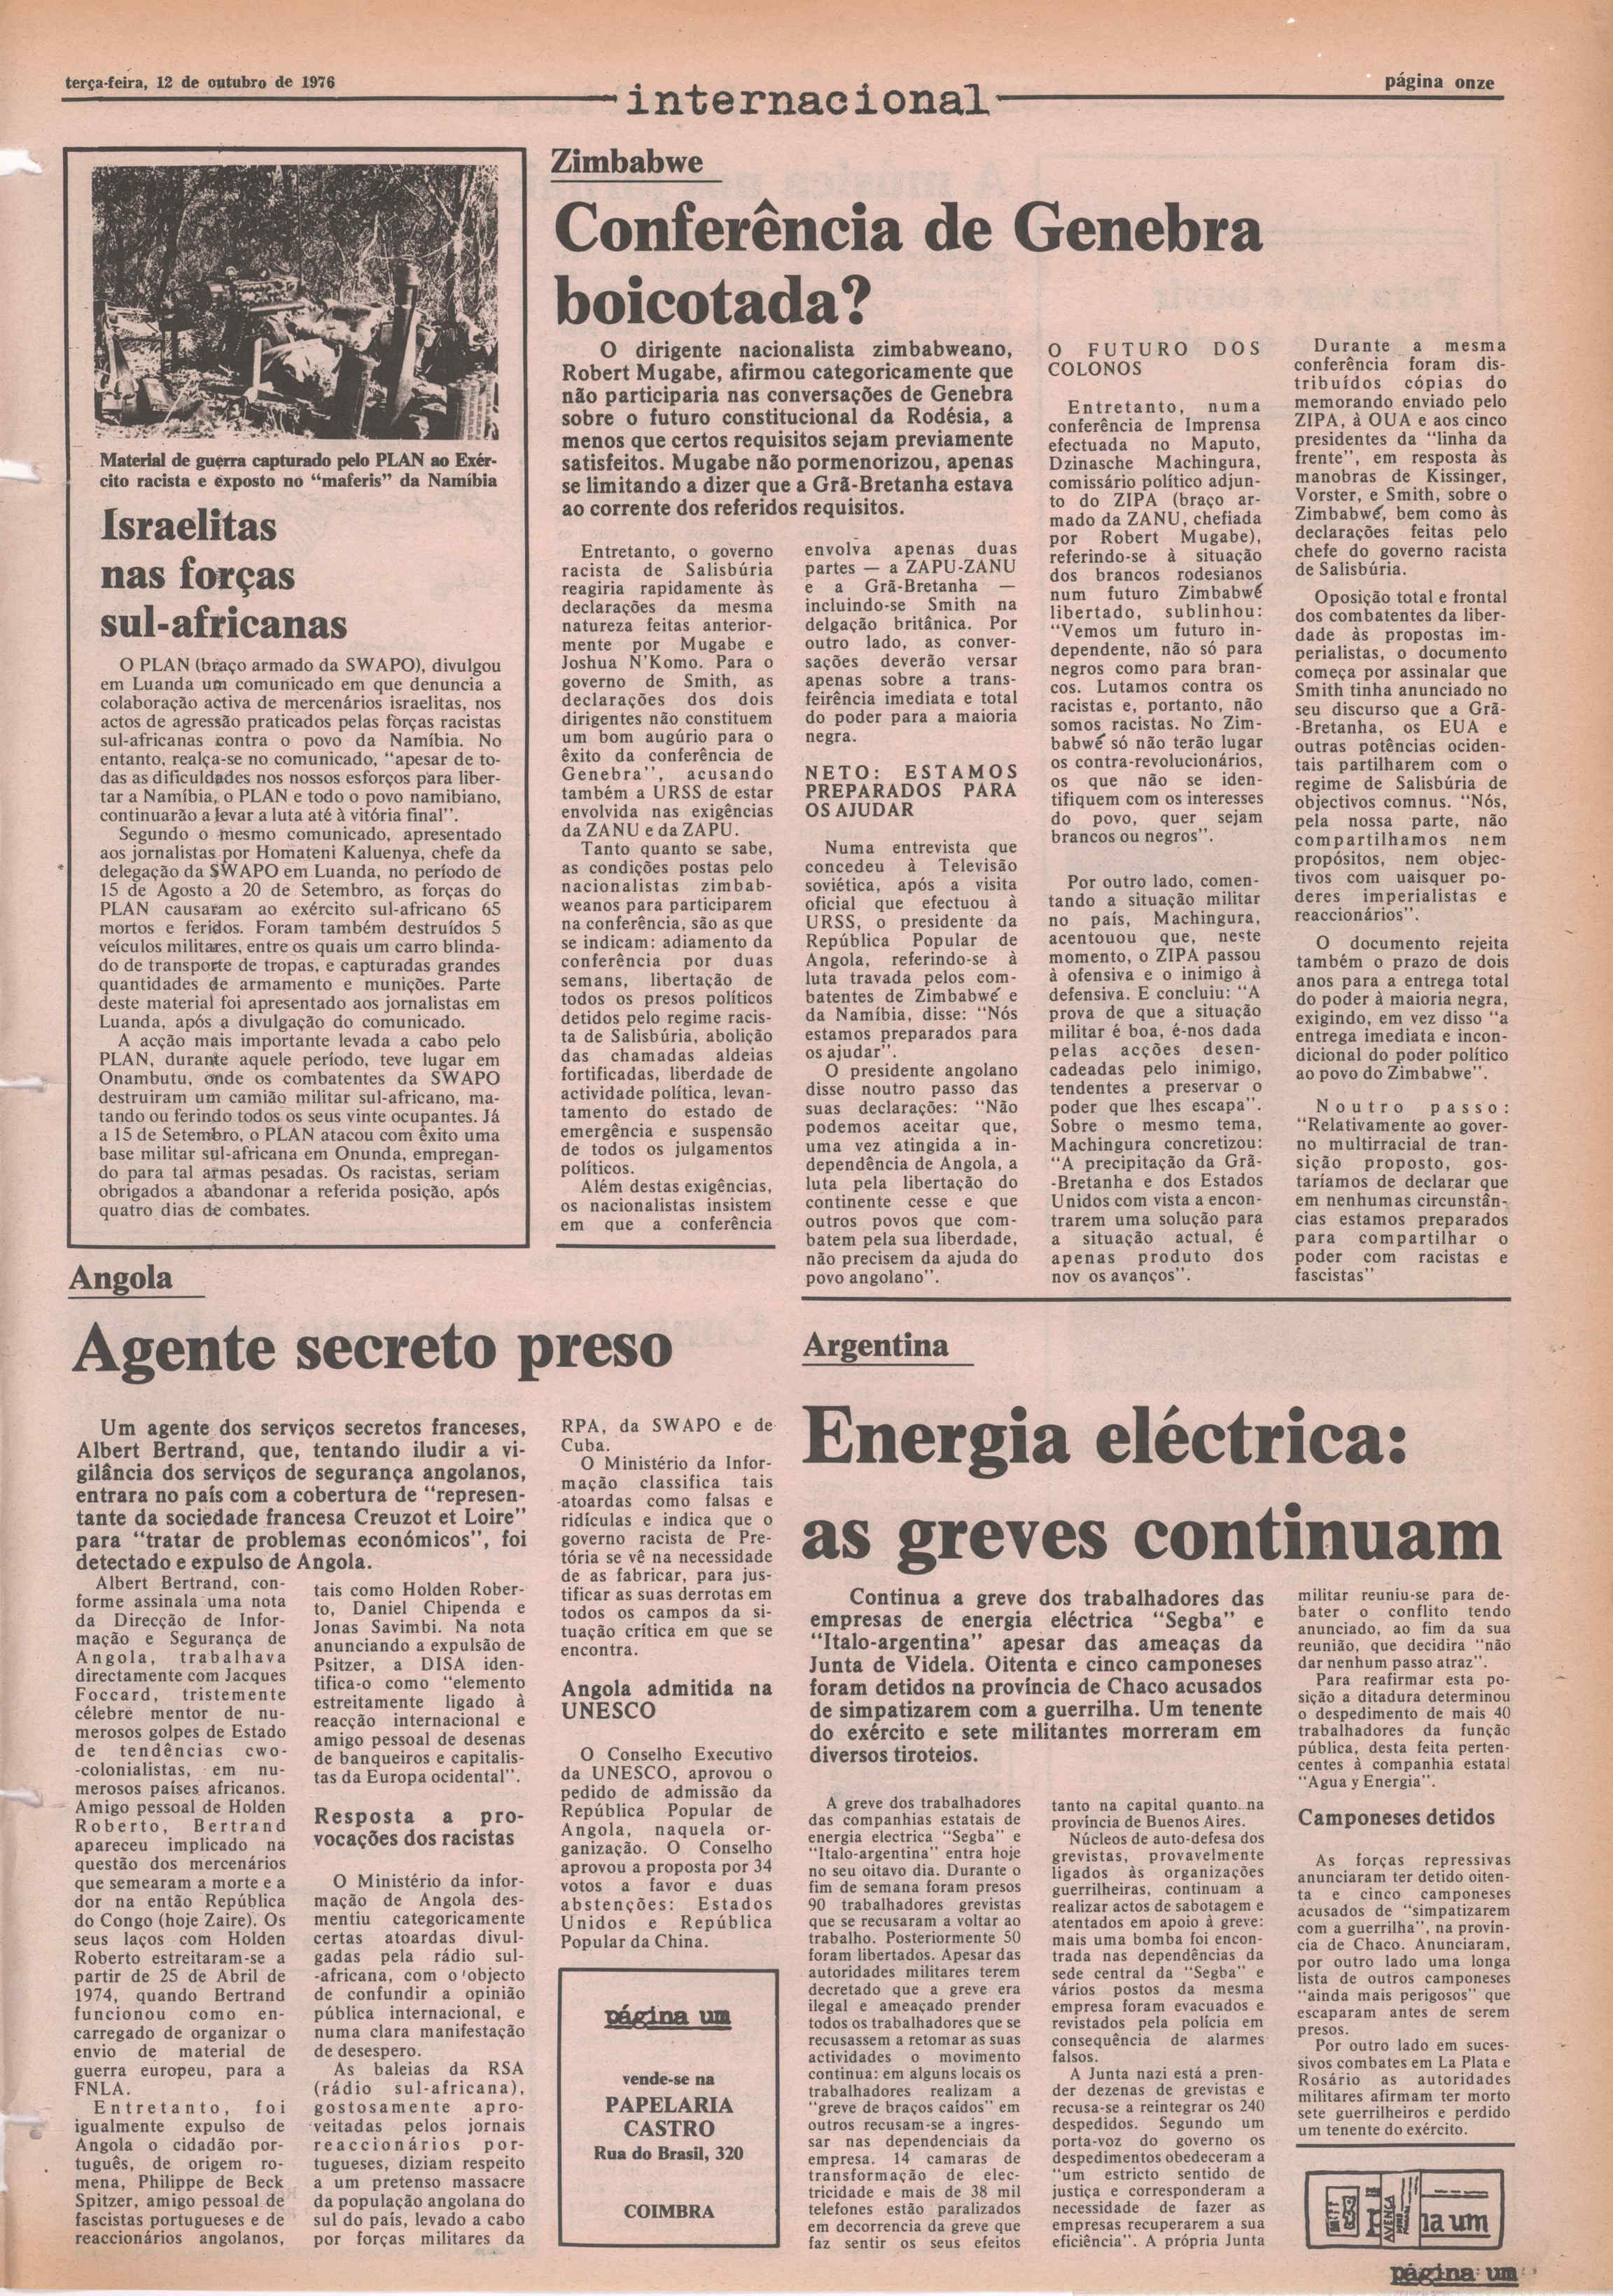 terça-feira, 12 de outubro de 1976
internacional
página onze
Material de guerra capturado pelo PLAN ao Exér-
cito racista e exposto no “maferis” da Namíbia
Israelitas
nas forças
sul-africanas
O PLAN (braço armado da SWAPO), divulgou
em Luanda um comunicado em que denuncia a
colaboração activa de mercenários israelitas, nos
actos de agressão praticados pelas forças racistas
sul-africanas contra o povo da Namíbia. No
entanto, realça-se no comunicado, “apesar de to-
das as dificuldades nos nossos esforços para liber-
tar a Namíbia, o PLAN e todo o povo namibiano,
continuarão a levar a luta até à vitória final”.
Segundo o mesmo comunicado, apresentado
aos jornalistas por Homateni Kaluenya, chefe da
delegação da SWAPO em Luanda, no período de
15 de Agosto a 20 de Setembro, as forças do
PLAN causaram ao exército sul-africano 65
mortos e feridos. Foram também destruídos 5
veículos militares, entre os quais um carro blinda-
do de transporte de tropas, e capturadas grandes
quantidades de armamento e munições. Parte
deste material foi apresentado aos jornalistas em
Luanda, após a divulgação do comunicado.
A acção mais importante levada a cabo pelo
PLAN, durante aquele período, teve lugar em
Onambutu, onde os combatentes da SWAPO
destruiram um camião militar sul-africano, ma-
tando ou ferindo todos os seus vinte ocupantes. Já
a 15 de Setembro, o PLAN atacou com êxito uma
base militar sul-africana em Onunda, empregan-
do para tal armas pesadas. Os racistas, seriam
obrigados a abandonar a referida posição, após
quatro dias de combates.
Zimbabwe
Conferência de Genebra
boicotada?
O dirigente nacionalista zimbabweano,
Robert Mugabe, afirmou categoricamente que
não participaria nas conversações de Genebra
sobre o futuro constitucional da Rodésia, a
menos que certos requisitos sejam previamente
satisfeitos. Mugabe não pormenorizou, apenas
se limitando a dizer que a Grã-Bretanha estava
ao corrente dos referidos requisitos.
Entretanto, o governo
racista de Salisbúria
reagiria rapidamente às
declarações da mesma
natureza feitas anterior-
mente por Mugabe e
Joshua N’Komo. Para o
governo de Smith, as
declarações dos dois
dirigentes não constituem
um bom augúrio para o
êxito da conferência de
Genebra”, acusando
também a URSS de estar
envolvida nas exigências
da ZANU e da ZAPU.
Tanto quanto se sabe,
as condições postas pelo
nacionalistas zimbab-
weanos para participarem
na conferência, são as que
se indicam: adiamento da
conferência por duas
semans, libertação de
todos os presos políticos
detidos pelo regime racis-
ta de Salisbúria, abolição
das chamadas aldeias
fortificadas, liberdade de
actividade política, levan-
tamento do estado de
emergência e suspensão
de todos os julgamentos
políticos.
Além destas exigências,
os nacionalistas insistem
em que a conferência
envolva apenas duas
partes — a ZAPU-ZANU
e a Grã-Bretanha —
incluindo-se Smith na
delgação britânica. Por
outro lado, as conver-
sações deverão versar
apenas sobre a trans-
feirência imediata e total
do poder para a maioria
negra.
NETO: ESTAMOS
PREPARADOS PARA
OS AJUDAR
Numa entrevista que
concedeu à Televisão
soviética, após a visita
oficial que efectuou à
URSS, o presidente da
República Popular de
Angola, referindo-se à
luta travada pelos com-
batentes de Zimbabwé e
da Namíbia, disse: “Nós
estamos preparados para
os ajudar”.
O presidente angolano
disse noutro passo das
suas declarações: “Não
podemos aceitar que,
uma vez atingida a in-
dependência de Angola, a
luta pela libertação do
continente cesse e que
outros povos que com-
batem pela sua liberdade,
não precisem da ajuda do
povo angolano”.
O FUTURO DOS
COLONOS
Entretanto, numa
conferência de Imprensa
efectuada no Maputo,
Dzinasche Machingura,
comissário político adjun-
to do ZIPA (braço ar-
mado da ZANU, chefiada
por Robert Mugabe),
referindo-se à situação
dos brancos rodesianos
num futuro Zimbabwé
libertado, sublinhou:
“Vemos um futuro in-
dependente, não só para
negros como para bran-
cos. Lutamos contra os
racistas e, portanto, não
somos racistas. No Zim-
babwé só não terão lugar
os contra-revolucionários,
os que não se iden-
tifiquem com os interesses
do povo, quer sejam
brancos ou negros”.
Por outro lado, comen-
tando a situação militar
no país, Machingura,
acentouou que, neste
momento, o ZIPA passou
à ofensiva e o inimigo à
defensiva. E concluiu: “A
prova de que a situação
militar é boa, é-nos dada
pelas acções desen-
cadeadas pelo inimigo,
tendentes a preservar o
poder que lhes escapa”.
Sobre o mesmo tema,
Machingura concretizou:
“A precipitação da Grã-
-Bretanha e dos Estados
Unidos com vista a encon-
trarem uma solução para
a situação actual, é
apenas produto dos
nov os avanços”.
Durante a mesma
conferência foram dis-
tribuídos cópias do
memorando enviado pelo
ZIPA, à OUA e aos cinco
presidentes da “linha da
frente”, em resposta às
manobras de Kissinger,
Vorster, e Smith, sobre o
Zimbabwé, bem como às
declarações feitas pelo
chefe do governo racista
de Salisbúria.
Oposição total e frontal
dos combatentes da liber-
dade às propostas im-
perialistas, o documento
começa por assinalar que
Smith tinha anunciado no
seu discurso que a Grã-
-Bretanha, os EUA e
outras potências ociden-
tais partilharem com o
regime de Salisbúria de
objectivos comnus. “Nós,
pela nossa parte, não
compartilhamos nem
propósitos, nem objec-
tivos com uaisquer po-
deres imperialistas e
reaccionários”.
O documento rejeita
também o prazo de dois
anos para a entrega total
do poder à maioria negra,
exigindo, em vez disso “a
entrega imediata e incon-
dicional do poder político
ao povo do Zimbabwe”.
Noutro passo:
“Relativamente ao gover-
no multirracial de tran-
sição proposto, gos-
taríamos de declarar que
em nenhumas circunstân-
cias estamos preparados
para compartilhar o
poder com racistas e
fascistas”
Angola
Agente secreto preso
Um agente dos serviços secretos franceses,
Albert Bertrand, que, tentando iludir a vi-
gilância dos serviços de segurança angolanos,
entrara no país com a cobertura de “represen-
tante da sociedade francesa Creuzot et Loire”
para “tratar de problemas económicos”, foi
detectado e expulso de Angola.
Albert Bertrand, con-
forme assinala uma nota
da Direcção de Infor-
mação e Segurança de
Angola, trabalhava
directamente com Jacques
Foccard, tristemente
célebre mentor de nu-
merosos golpes de Estado
de tendências cwo-
-colonialistas, em nu-
merosos países africanos.
Amigo pessoal de Holden
Roberto, Bertrand
apareceu implicado na
questão dos mercenários
que semearam a morte e a
dor na então República
do Congo (hoje Zaire). Os
seus laços com Holden
Roberto estreitaram-se a
partir de 25 de Abril de
1974, quando Bertrand
funcionou como en-
carregado de organizar o
envio de material de
guerra europeu, para a
FNLA.
Entretanto, foi
igualmente expulso de
Angola o cidadão por-
tuguês, de origem ro-
mena, Philippe de Beck
Spitzer, amigo pessoal de
fascistas portugueses e de
reaccionários angolanos,
tais como Holden Rober-
to, Daniel Chipenda e
Jonas Savimbi. Na nota
anunciando a expulsão de
Psitzer, a DISA iden-
tifica-o como “elemento
estreitamente ligado à
reacção internacional e
amigo pessoal de desenas
de banqueiros e capitalis-
tas da Europa ocidental”.
Resposta a pro-
vocações dos racistas
O Ministério da infor-
mação de Angola des-
mentiu categoricamente
certas atoardas divul-
gadas pela rádio sul-
-africana, com o objecto
de confundir a opinião
pública internacional, e
numa clara manifestação
de desespero.
As baleias da RSA
(rádio sul-africana),
gostosamente apro-
veitadas pelos jornais
reaccionários por-
tugueses, diziam respeito
a um pretenso massacre
da população angolana do
sul do país, levado a cabo
por forças militares da
RPA, da SWAPO e de
Cuba.
O Ministério da Infor-
mação classifica tais
-atoardas como falsas e
ridículas e indica que o
governo racista de Pre-
tória se vê na necessidade
de as fabricar, para jus-
tificar as suas derrotas em
todos os campos da si-
tuação crítica em que se
encontra.
Angola admitida na
UNESCO
O Conselho Executivo
da UNESCO, aprovou o
pedido de admissão da
República Popular de
Angola, naquela or-
ganização. O Conselho
aprovou a proposta por 34
votos a favor e duas
abstenções: Estados
Unidos e República
Popular da China.
página um
vende-se na
PAPELARIA
CASTRO
Rua do Brasil, 320
COIMBRA
Argentina
Energia eléctrica:
as greves continuam
Continua a greve dos trabalhadores das
empresas de energia eléctrica “Segba” e
“Italo-argentina” apesar das ameaças da
Junta de Videla. Oitenta e cinco camponeses
foram detidos na província de Chaco acusados
de simpatizarem com a guerrilha. Um tenente
do exército e sete militantes morreram em
diversos tiroteios.
A greve dos trabalhadores
das companhias estatais de
energia electrica “Segba” e
“Italo-argentina” entra hoje
no seu oitavo dia. Durante o
fim de semana foram presos
90 trabalhadores grevistas
que se recusaram a voltar ao
trabalho. Posteriormente 50
foram libertados. Apesar das
autoridades militares terem
decretado que a greve era
ilegal e ameaçado prender
todos os trabalhadores que se
recusassem a retomar as suas
actividades o movimento
continua: em alguns locais os
trabalhadores realizam a
“greve de braços caídos” em
outros recusam-se a ingres-
sar nas dependenciais da
empresa. 14 camaras de
transformação de elec-
tricidade e mais de 38 mil
telefones estão paralizados
em decorrencia da greve que
faz sentir os seus efeitos
tanto na capital quanto na
província de Buenos Aires.
Núcleos de auto-defesa dos
grevistas, provavelmente
ligados às organizações
guerrilheiras, continuam a
realizar actos de sabotagem e
atentados em apoio à greve:
mais uma bomba foi encon-
trada nas dependências da
sede central da “Segba” e
vários postos da mesma
empresa foram evacuados e
revistados pela polícia em
consequência de alarmes
falsos.
A Junta nazi está a pren-
der dezenas de grevistas e
recusa-se a reintegrar os 240
despedidos. Segundo um
porta-voz do governo os
despedimentos obedeceram a
“um estricto sentido de
justiça e corresponderam a
necessidade de fazer as
empresas recuperarem a sua
eficiência”. A própria Junta
militar reuniu-se para de-
bater o conflito tendo
anunciado, ao fim da sua
reunião, que decidira “não
dar nenhum passo atraz”.
Para reafirmar esta po-
sição a ditadura determinou
o despedimento de mais 40
trabalhadores da função
pública, desta feita perten-
centes à companhia estatal
“Agua y Energia”.
Camponeses detidos
As forças repressivas
anunciaram ter detido oiten-
ta e cinco camponeses
acusados de “simpatizarem
com a guerrilha”, na provín-
cia de Chaco. Anunciaram,
por outro lado uma longa
lista de outros camponeses
“ainda mais perigosos” que
escaparam antes de serem
presos.
Por outro lado em suces-
sivos combates em La Plata e
Rosário as autoridades
militares afirmam ter morto
sete guerrilheiros e perdido
um tenente do exército.
na um
página um